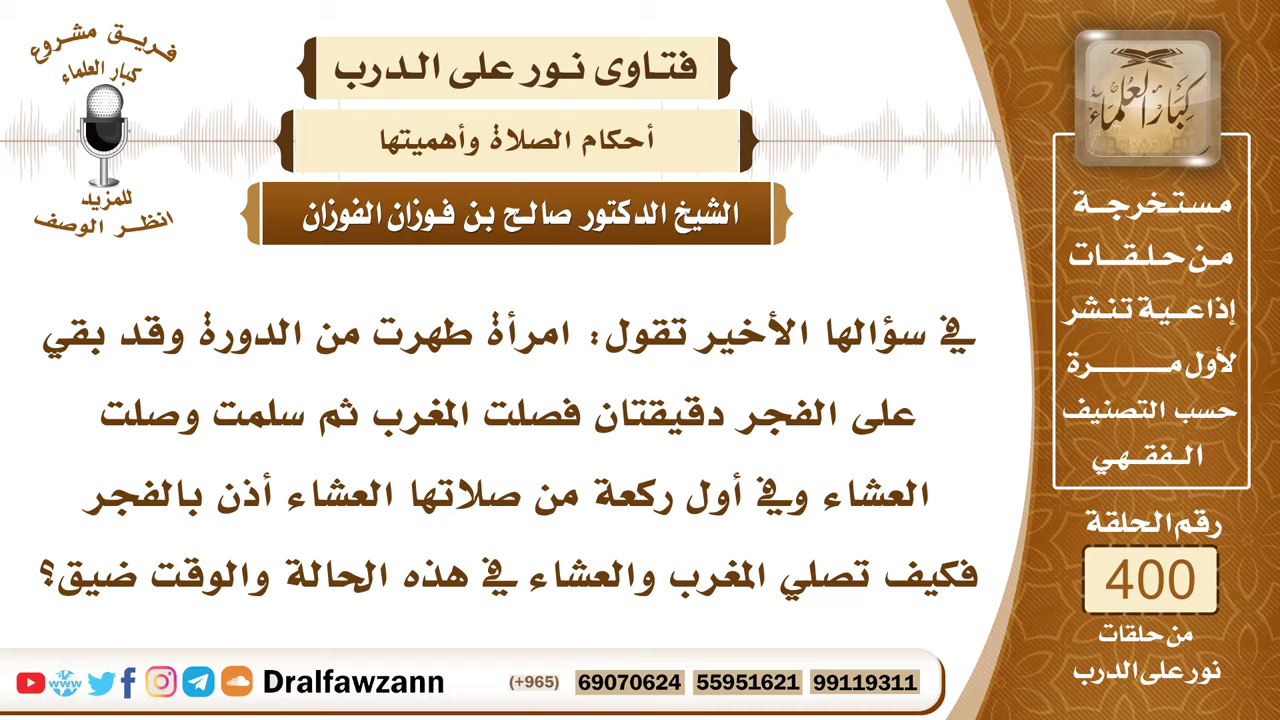 فريق مشروع
كبار العلماء
للمزيد
انظر الوصف
فتاوى نور على الدرب
أحكام الصلاة وأهميتها
الشيخ الدكتور صالح بن فوزان الفوزان
في سؤالها الأخير تقول: امرأة طهرت من الدورة وقد بقي
على الفجر دقيقتان فصلت المغرب ثم سلمت وصلت
العشاء وفي أول ركعة من صلاتها العشاء أذن بالفجر
فكيف تصلي المغرب والعشاء في هذه الحالة والوقت ضيق؟
كبار العلماء
مستخرجة
من حلقات
إذاعية تنشر
لأول مرة
حسب التصنيف
الفقهي
رقم الحلقة
400
من حلقات
نور على الدرب
www Dralfawzann (+965) 69070624 55951621 99119311